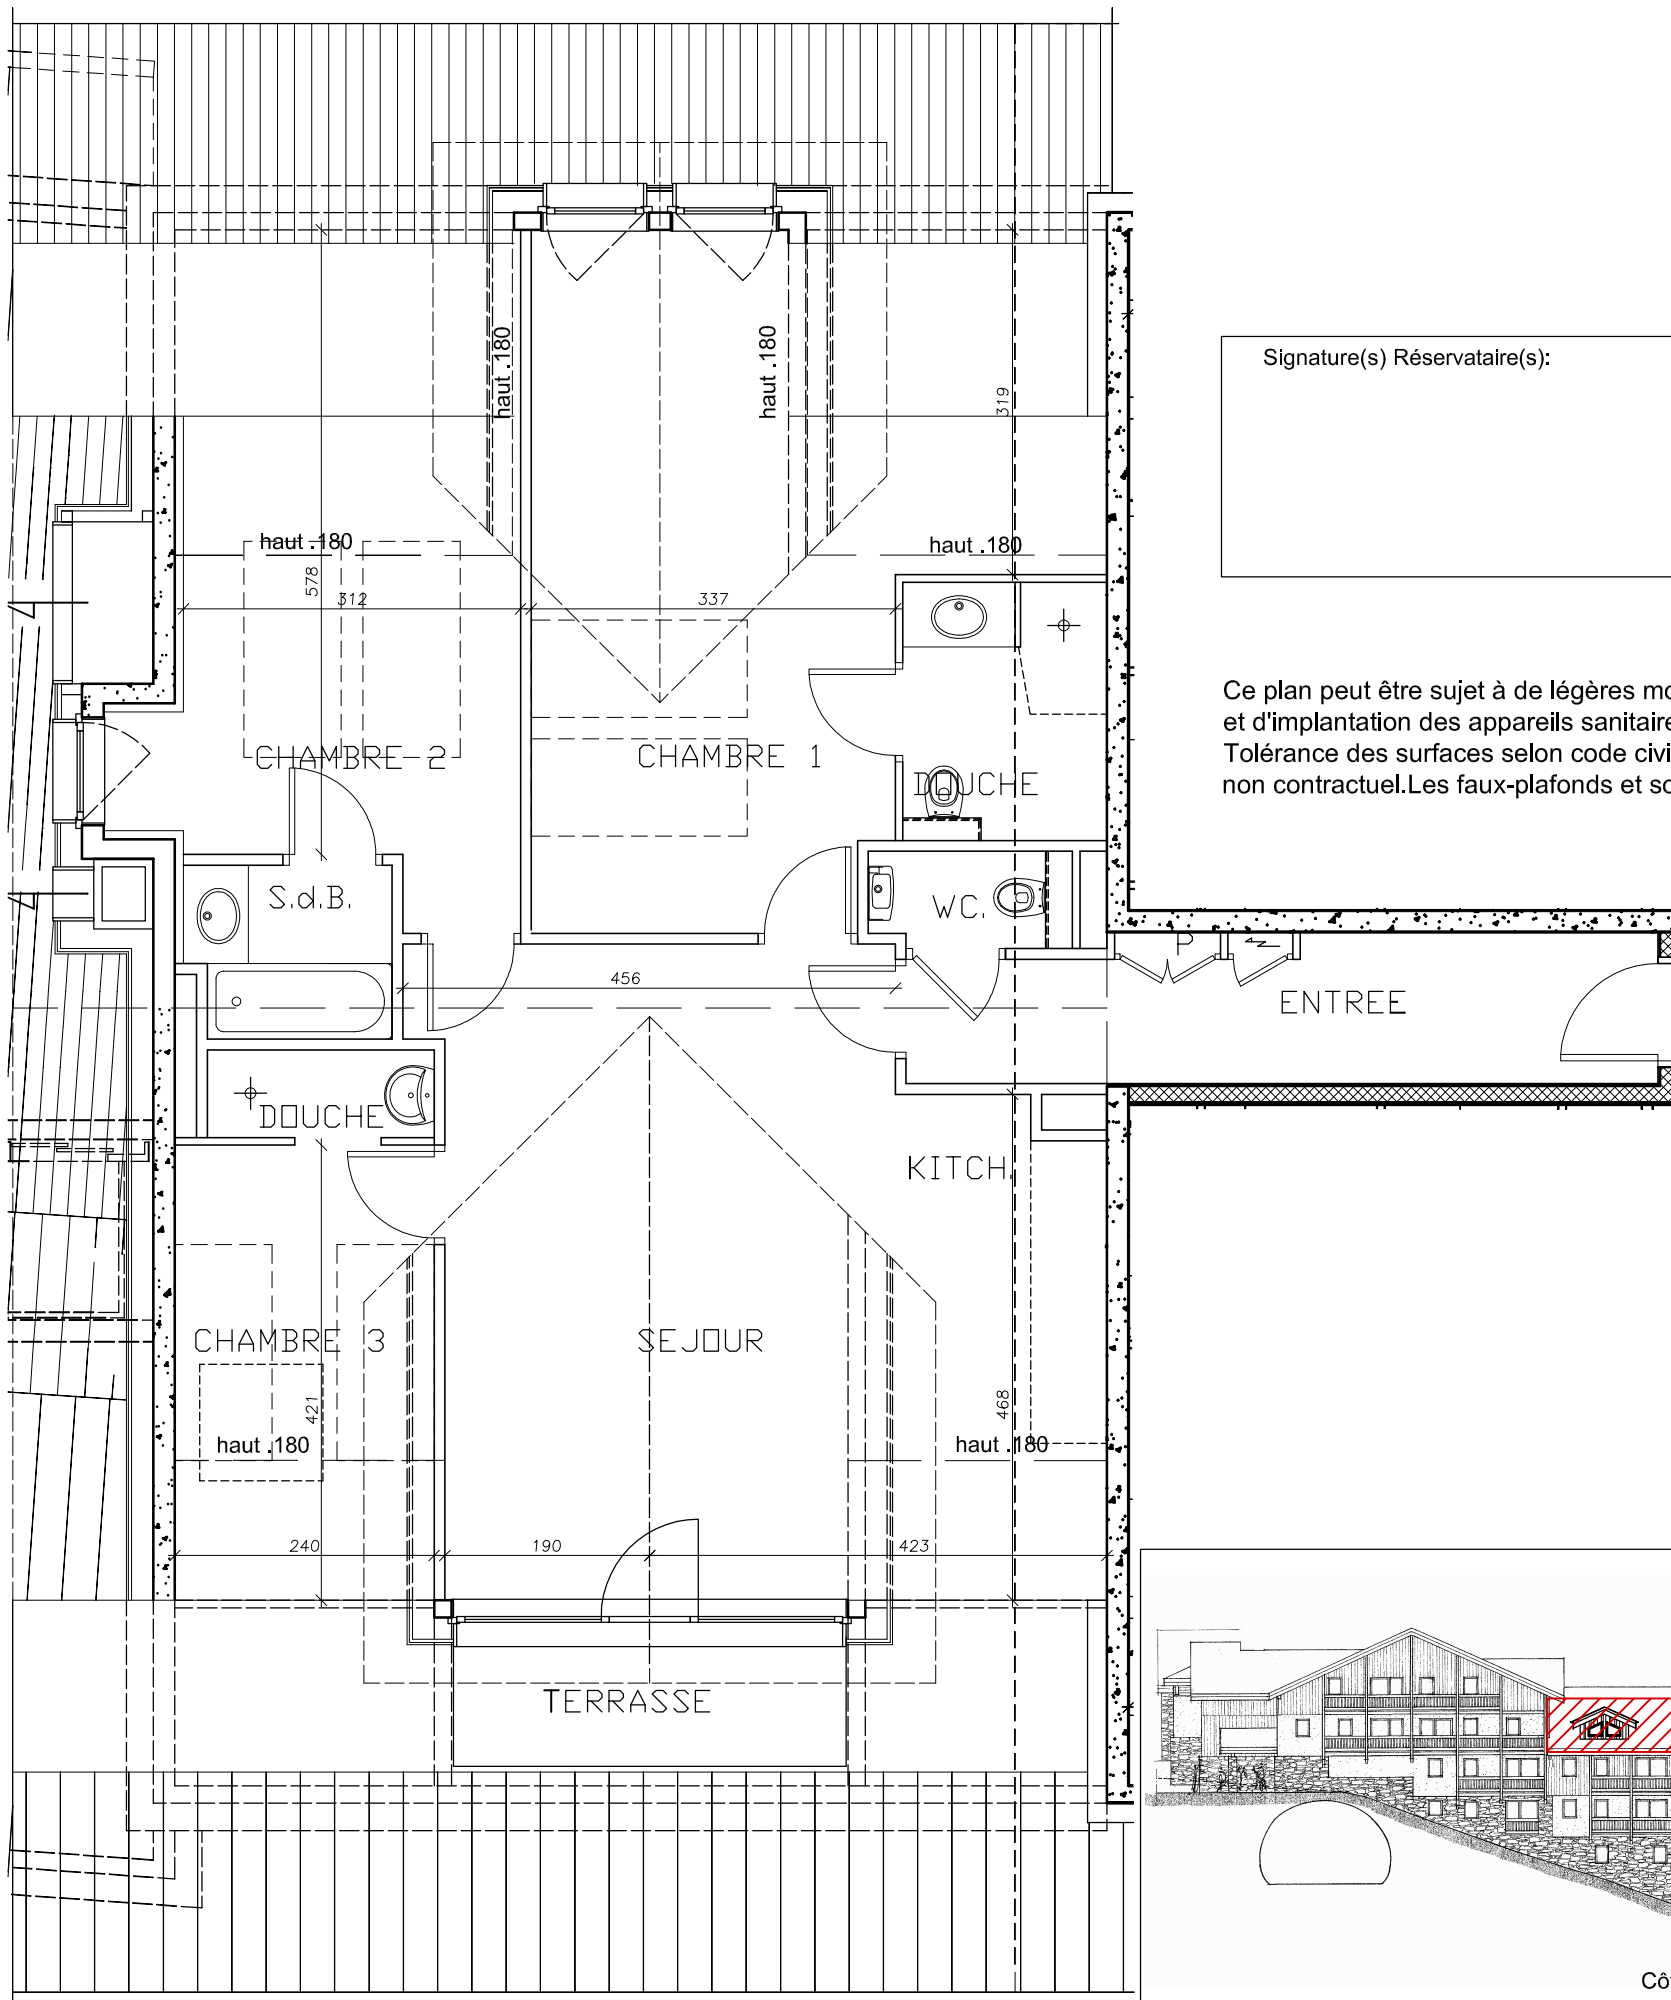 haut .180
haut .180
319
Signature(s) Réservataire(s):
haut .180
haut .180
578
312
337
Ce plan peut être sujet à de légères mo
et d'implantation des appareils sanitaire
Tolérance des surfaces selon code civi
non contractuel.Les faux-plafonds et so
CHAMBRE 2
CHAMBRE 1
DOUCHE
S.d.B.
WC.
P
456
ENTREE
DOUCHE
KITCH.
CHAMBRE 3
SEJOUR
421
468
haut .180
haut .180
240
190
423
TERRASSE
Cô